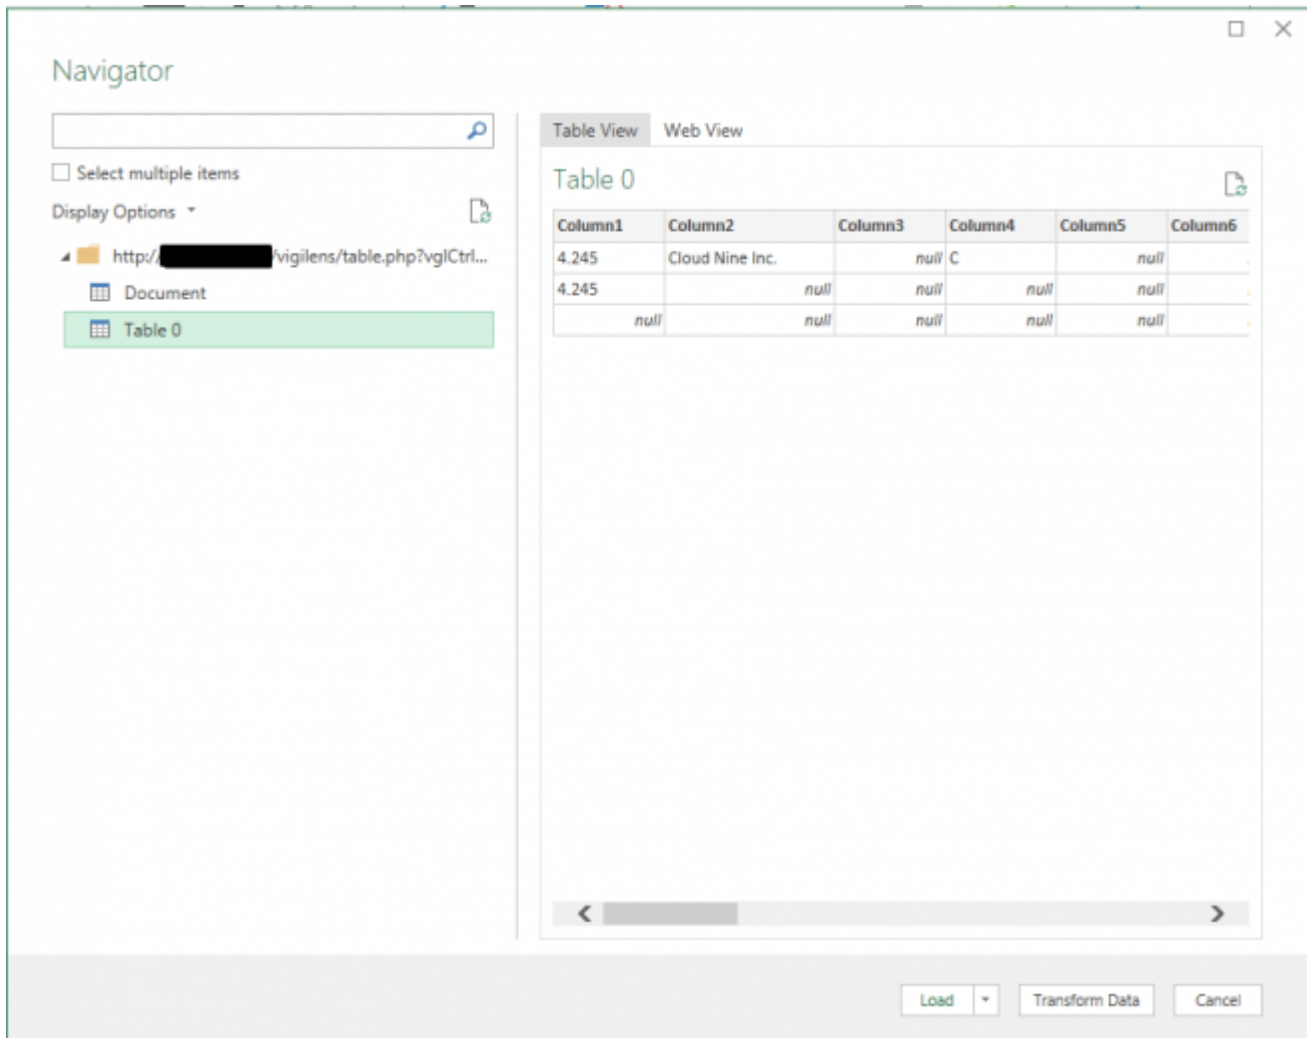 Navigator
Select multiple items
Display Options
http:/ /vigilens/table.php?vglCtrl...
Document
Table 0
Table View Web View
Table 0
Column1 Column2 Column3 Column4 Column5 Column6
4.245 Cloud Nine Inc. null C null
4.245 null null null null
null null null null null
Load Transform Data Cancel